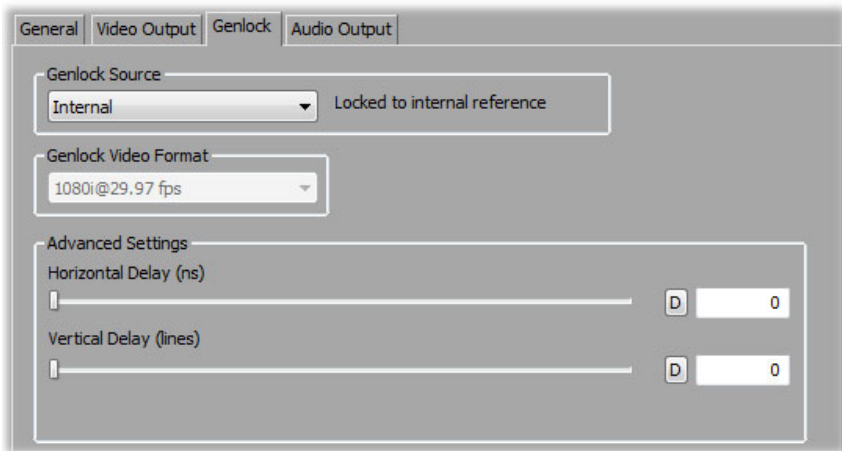 General Video Output Genlock Audio Output
Genlock Source
Internal Locked to internal reference
Genlock Video Format
1080i@29.97 fps
Advanced Settings
Horizontal Delay (ns)
D 0
Vertical Delay (lines)
D 0